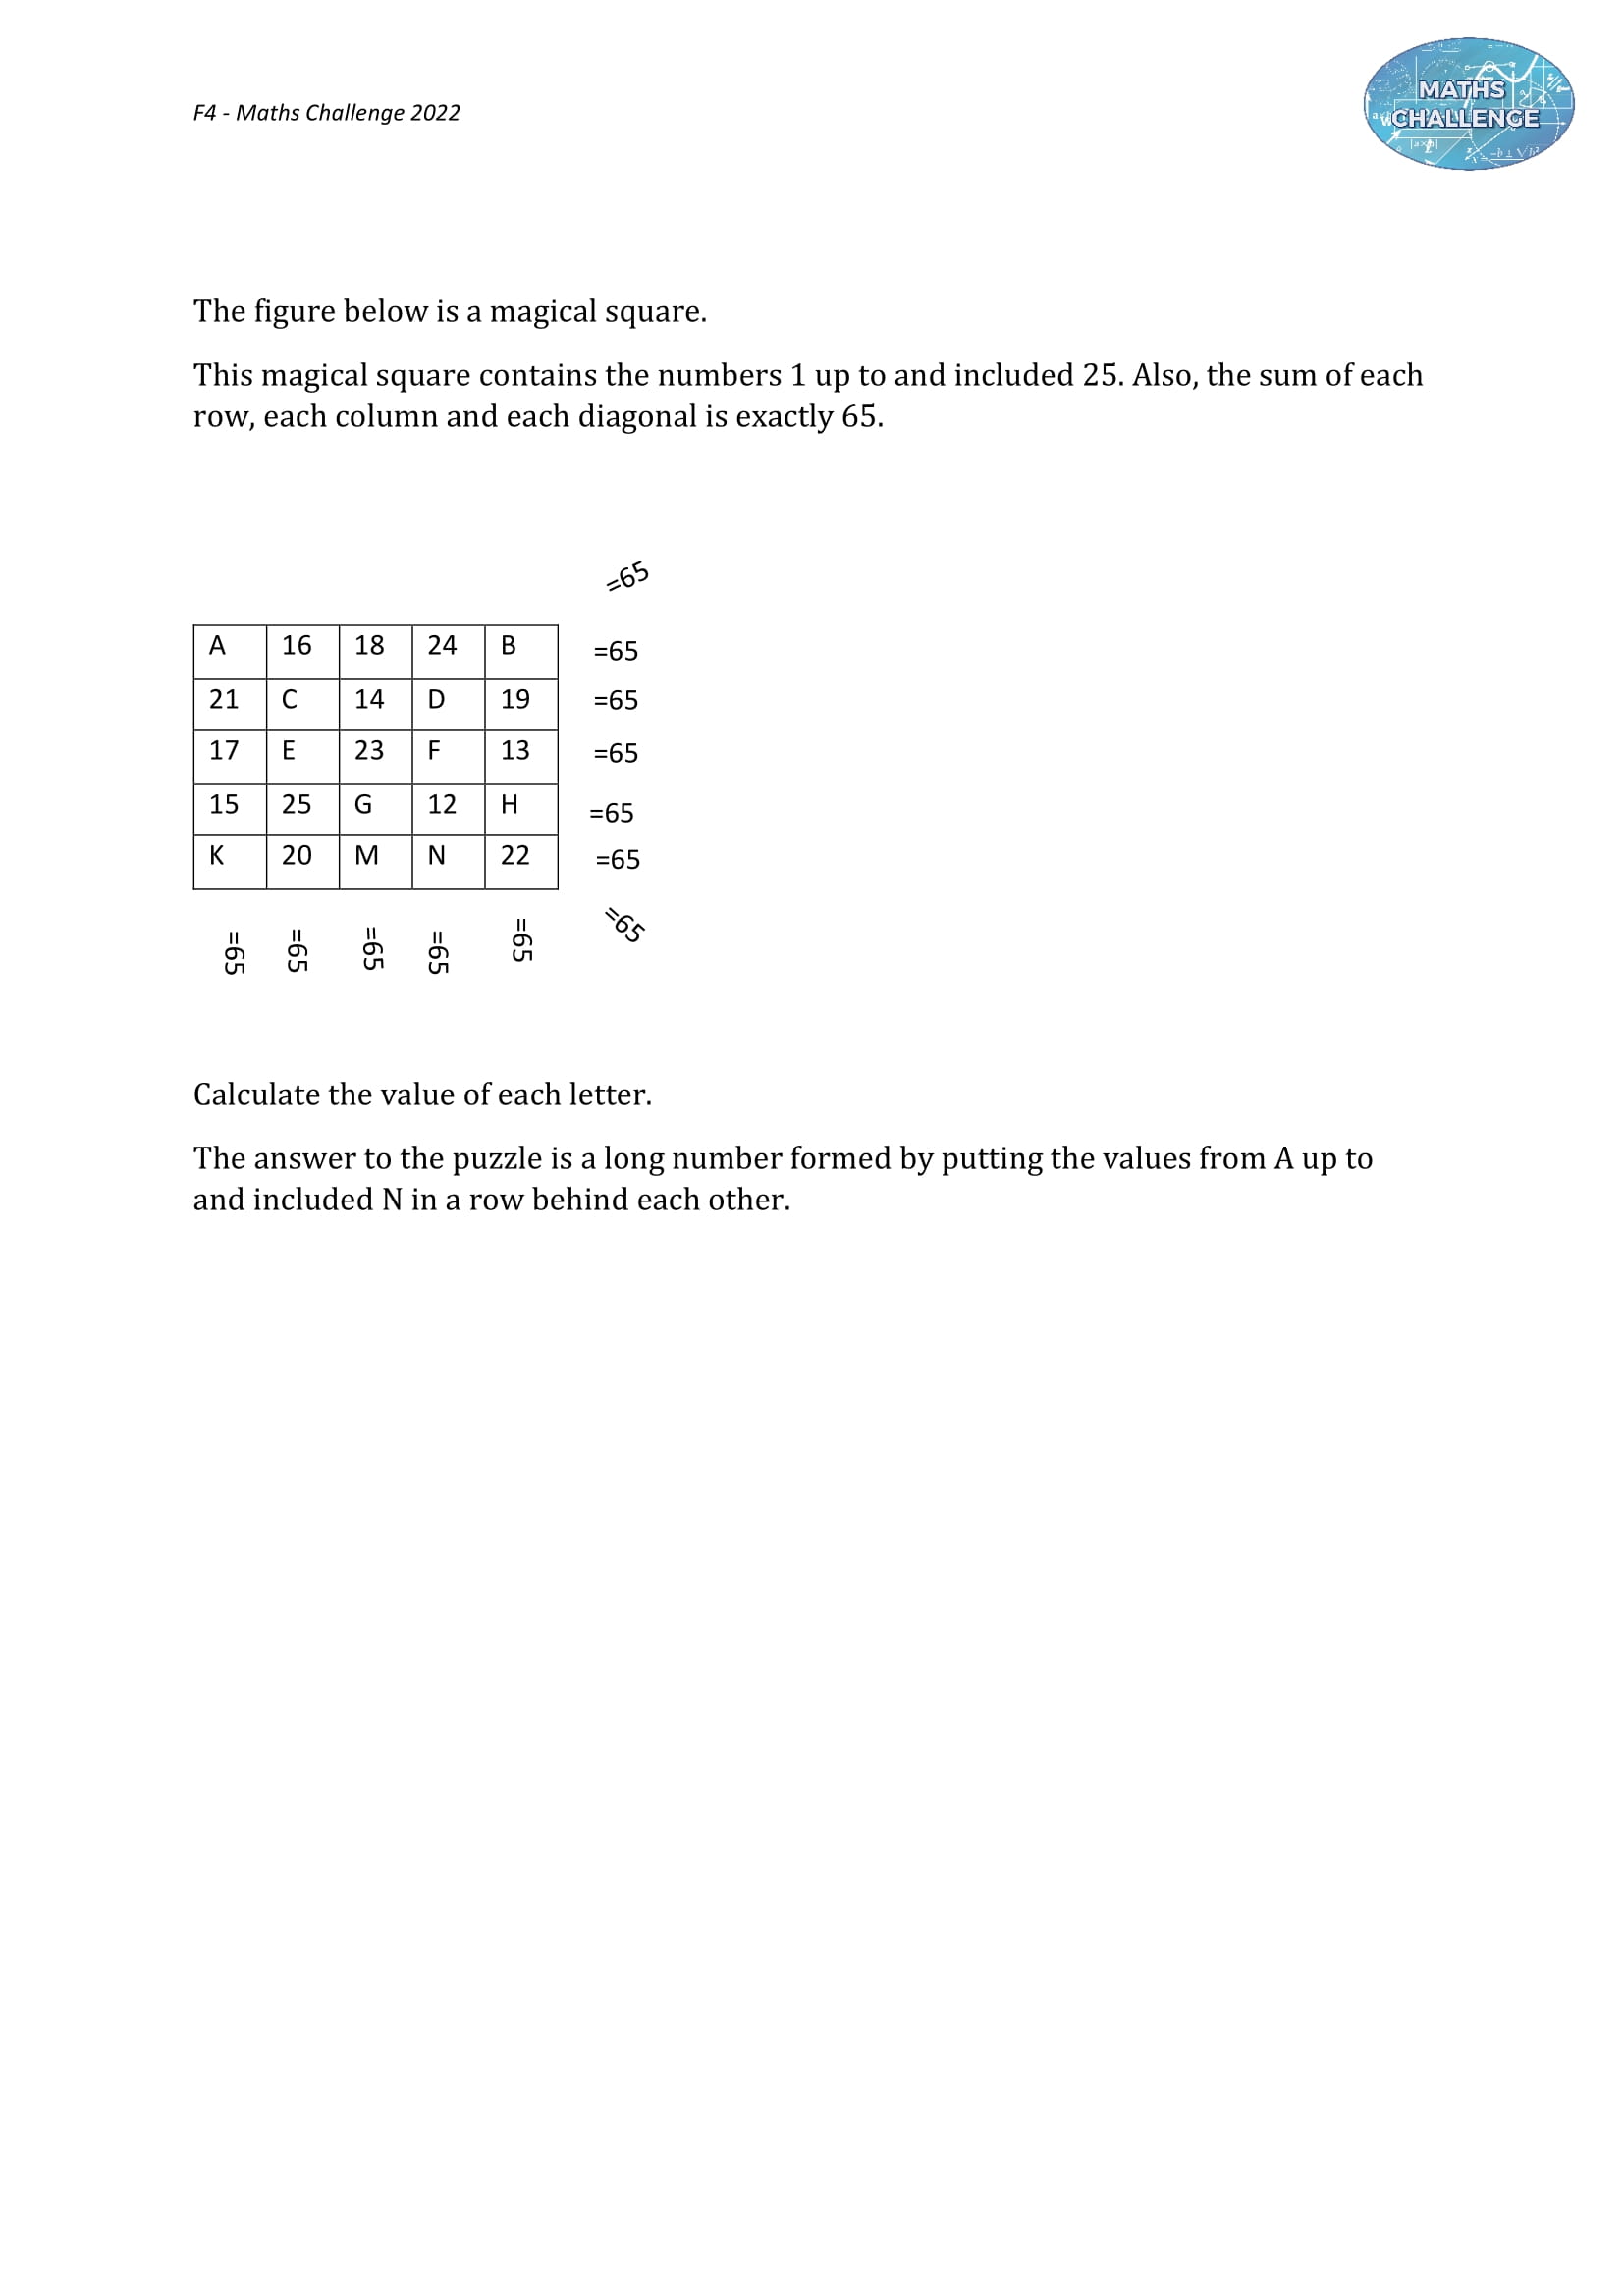 F4 - Maths Challenge 2022
MATHS
CHALLENGE
The figure below is a magical square.
This magical square contains the numbers 1 up to and included 25. Also, the sum of each
row, each column and each diagonal is exactly 65.
=65
A 16 18 24 B =65
21 C 14 D 19 =65
17 E 23 F 13 =65
15 25 G 12 H =65
K 20 M N 22 =65
=65 =65 =65 =65 =65 =65
Calculate the value of each letter.
The answer to the puzzle is a long number formed by putting the values from A up to
and included N in a row behind each other.